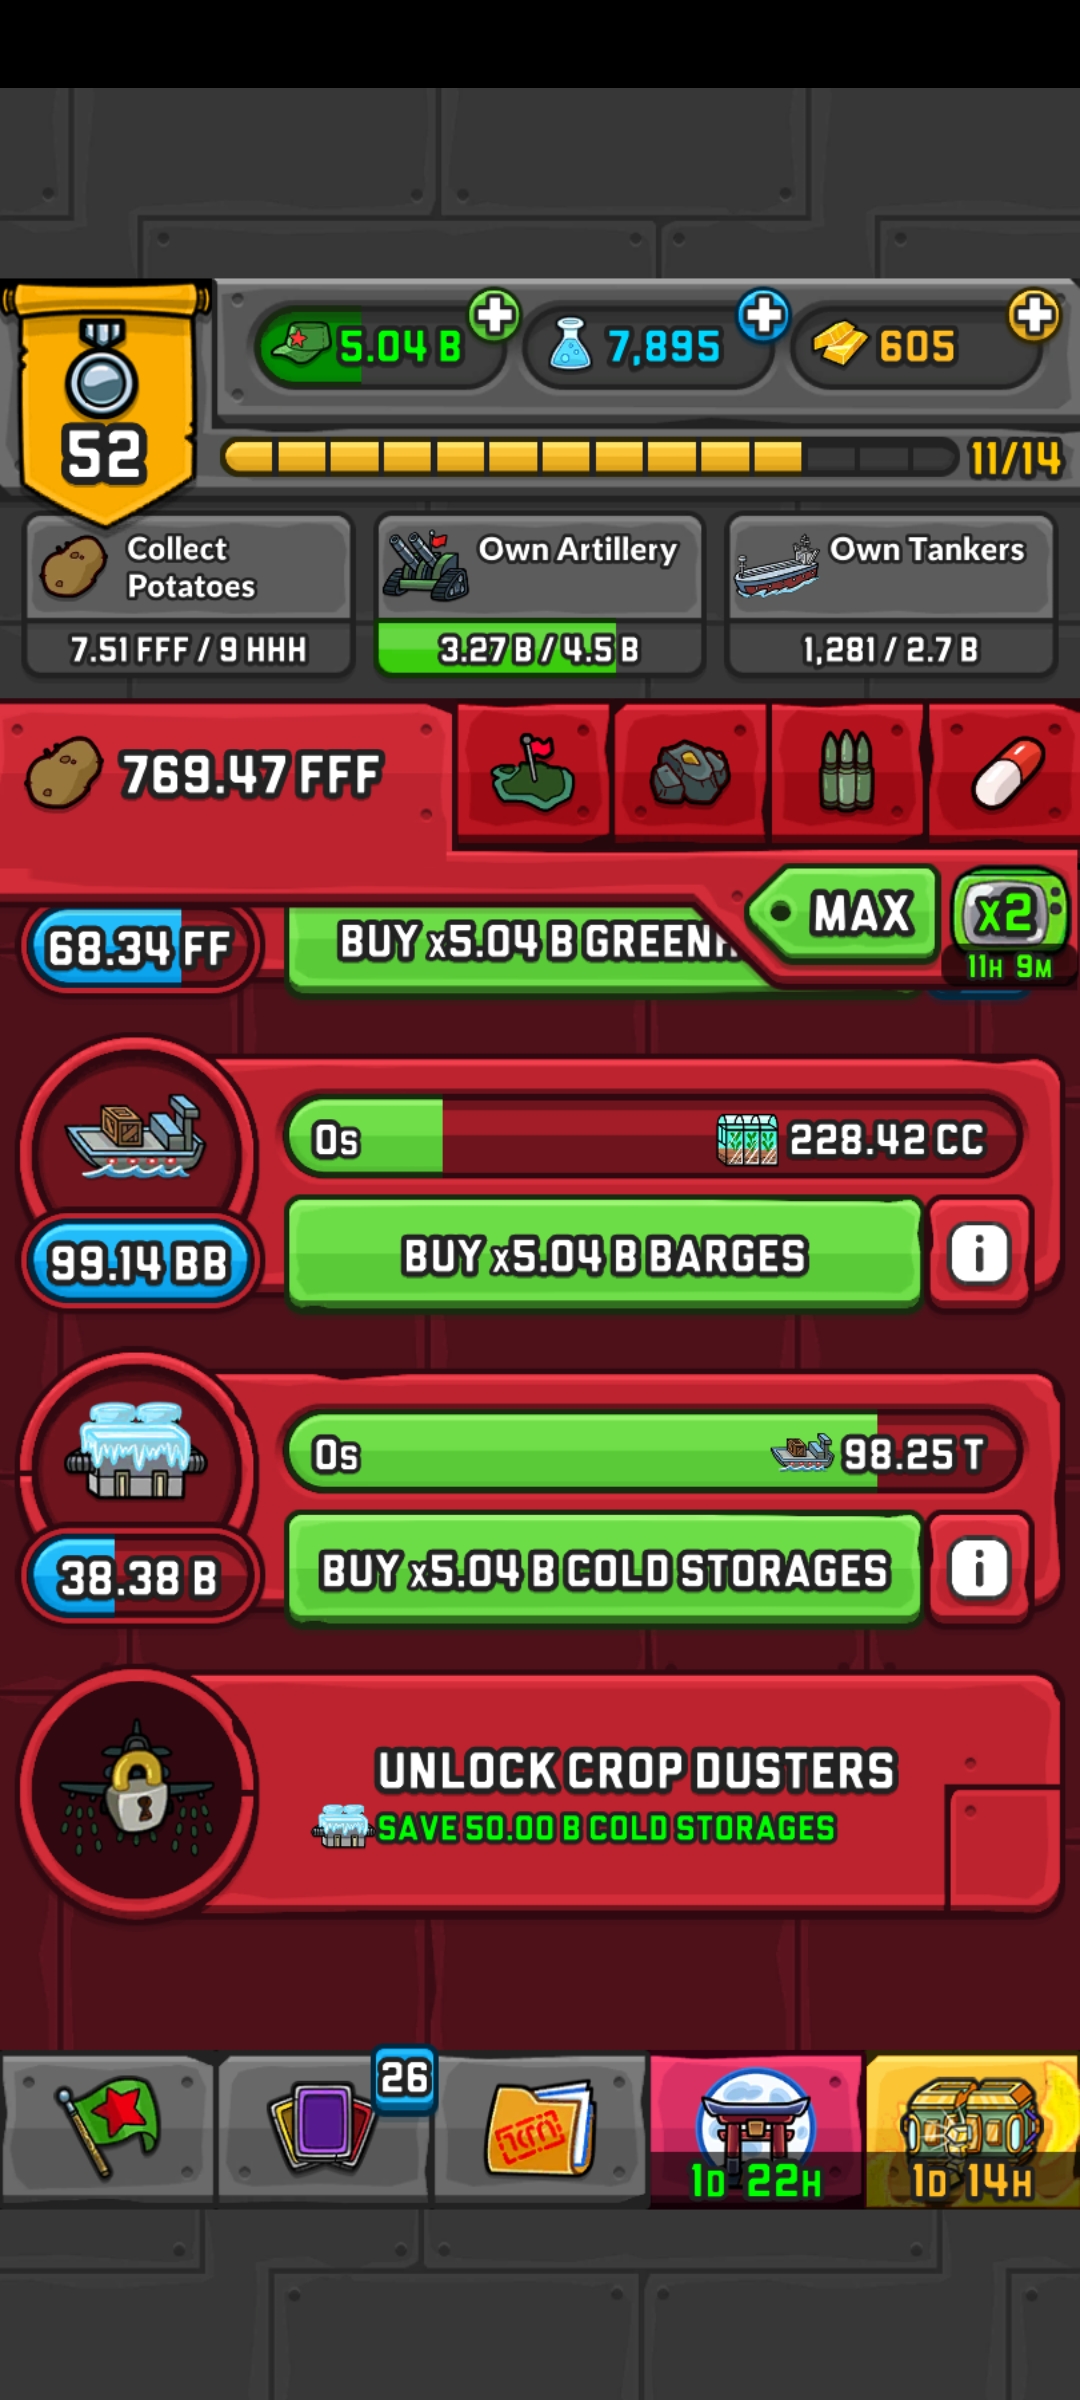 5.04 B
7,895
605
52
11/14
Collect
Potatoes
7.51 FFF / 9 HHH
Own Artillery
3.27 B / 4.5 B
Own Tankers
1,281 / 2.7 B
769.47 FFF
MAX
x2
11H 9M
68.34 FF
BUY x5.04 B
0s
228.42 CC
99.14 BB
BUY x5.04 B BARGES
i
0s
98.25 T
38.38 B
BUY x5.04 B COLD STORAGES
i
UNLOCK CROP DUSTERS
SAVE 50.00 B COLD STORAGES
26
1D 22H
1D 14H